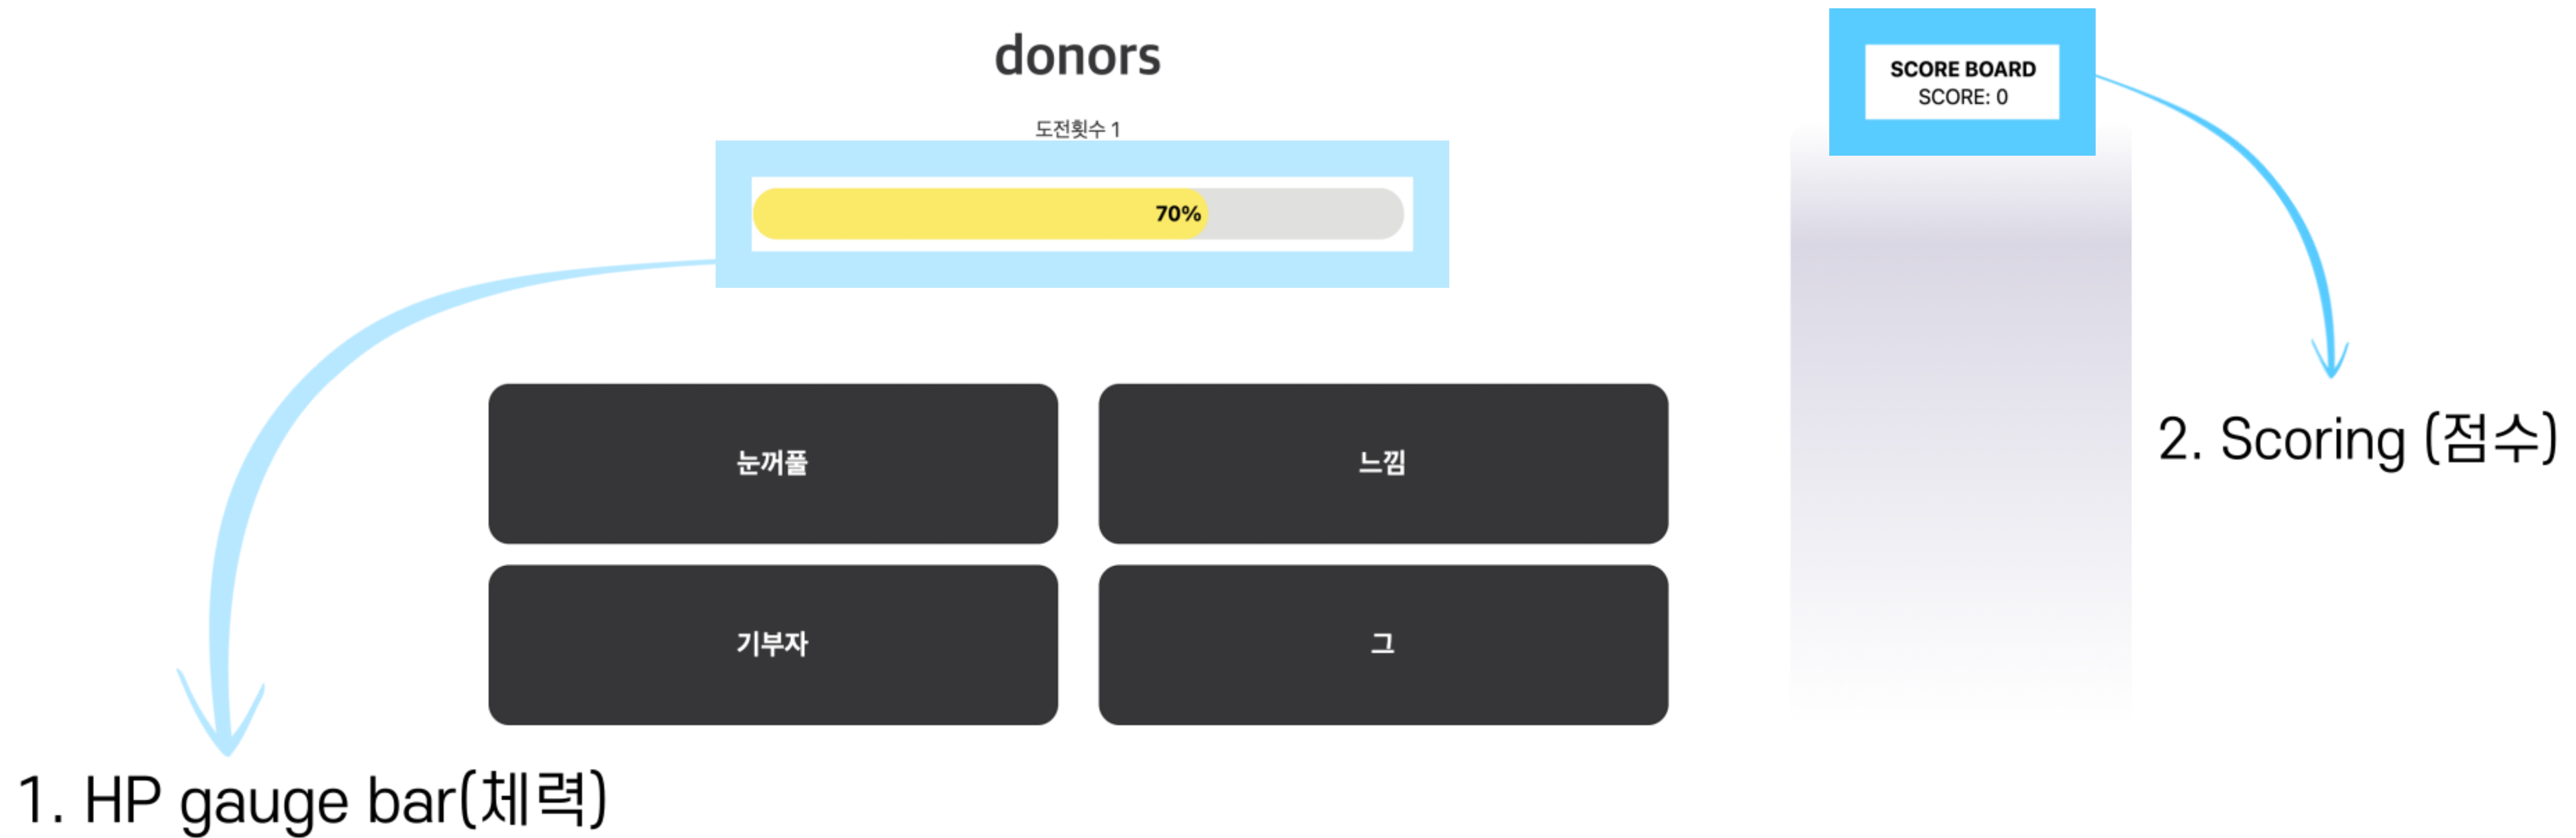 donors
도전횟수 1
70%
SCORE BOARD
SCORE: 0
눈꺼풀
느낌
기부자
그
1. HP gauge bar(체력)
2. Scoring (점수)